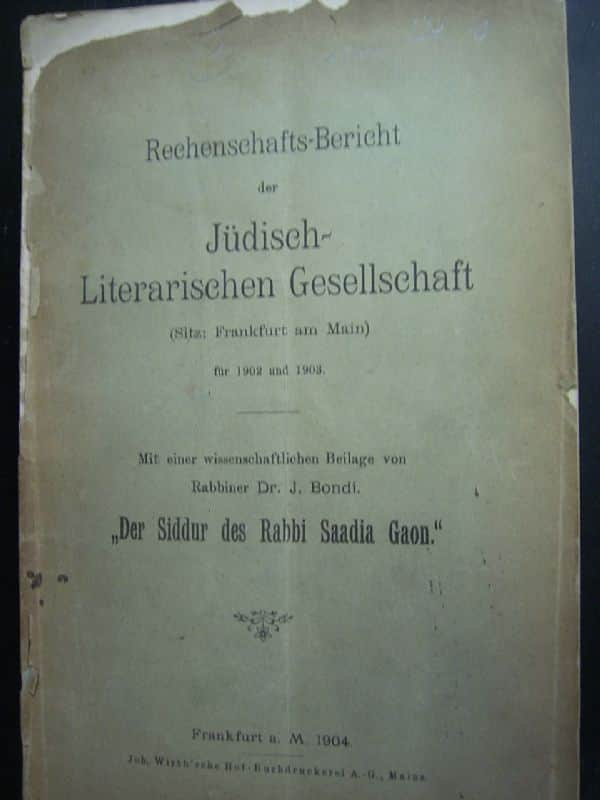 Rechenschafts-Bericht
der
Jüdisch-
Literarischen Gesellschaft
(Sitz: Frankfurt am Main)
für 1902 und 1903.
Mit einer wissenschaftlichen Beilage von
Rabbiner Dr. J. Bondi.
„Der Siddur des Rabbi Saadia Gaon.“
Frankfurt a. M. 1904.
Joh. Wirth'sche Hof-Buchdruckerei A.-G., Mainz.